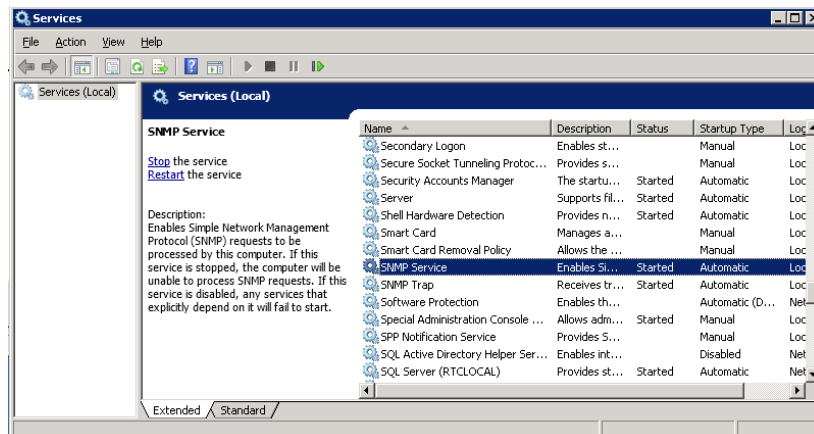 Services
File Action View Help
Services (Local)
Services (Local)
SNMP Service
Stop the service
Restart the service
Description:
Enables Simple Network Management
Protocol (SNMP) requests to be
processed by this computer. If this
service is stopped, the computer will be
unable to process SNMP requests. If this
service is disabled, any services that
explicitly depend on it will fail to start.
Name Description Status Startup Type Log
Secondary Logon Enables st... Manual Loc
Secure Socket Tunneling Protoc... Provides s... Manual Loc
Security Accounts Manager The startu... Started Automatic Loc
Server Supports fil... Started Automatic Loc
Shell Hardware Detection Provides n... Started Automatic Loc
Smart Card Manages a... Manual Loc
Smart Card Removal Policy Allows the ... Manual Loc
SNMP Service Enables Si... Started Automatic Loc
SNMP Trap Receives tr... Started Automatic Loc
Software Protection Enables th... Automatic (D... Net
Special Administration Console ... Allows adm... Started Manual Loc
SPP Notification Service Provides S... Manual Loc
SQL Active Directory Helper Ser... Enables int... Disabled Net
SQL Server (RTCLOCAL) Provides st... Started Automatic Net
Extended Standard